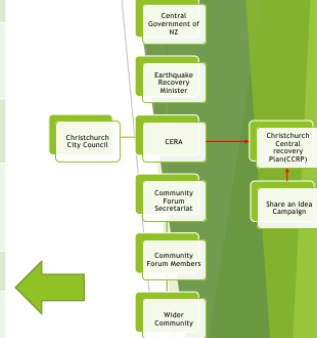 Central
Government of
NZ
Earthquake
Recovery
Minister
Christchurch
City Council
CERA
Christchurch
Central
recovery
Plan(CCRP)
Community
Forum
Secretariat
Share an Idea
Campaign
Community
Forum Members
Wider
Community